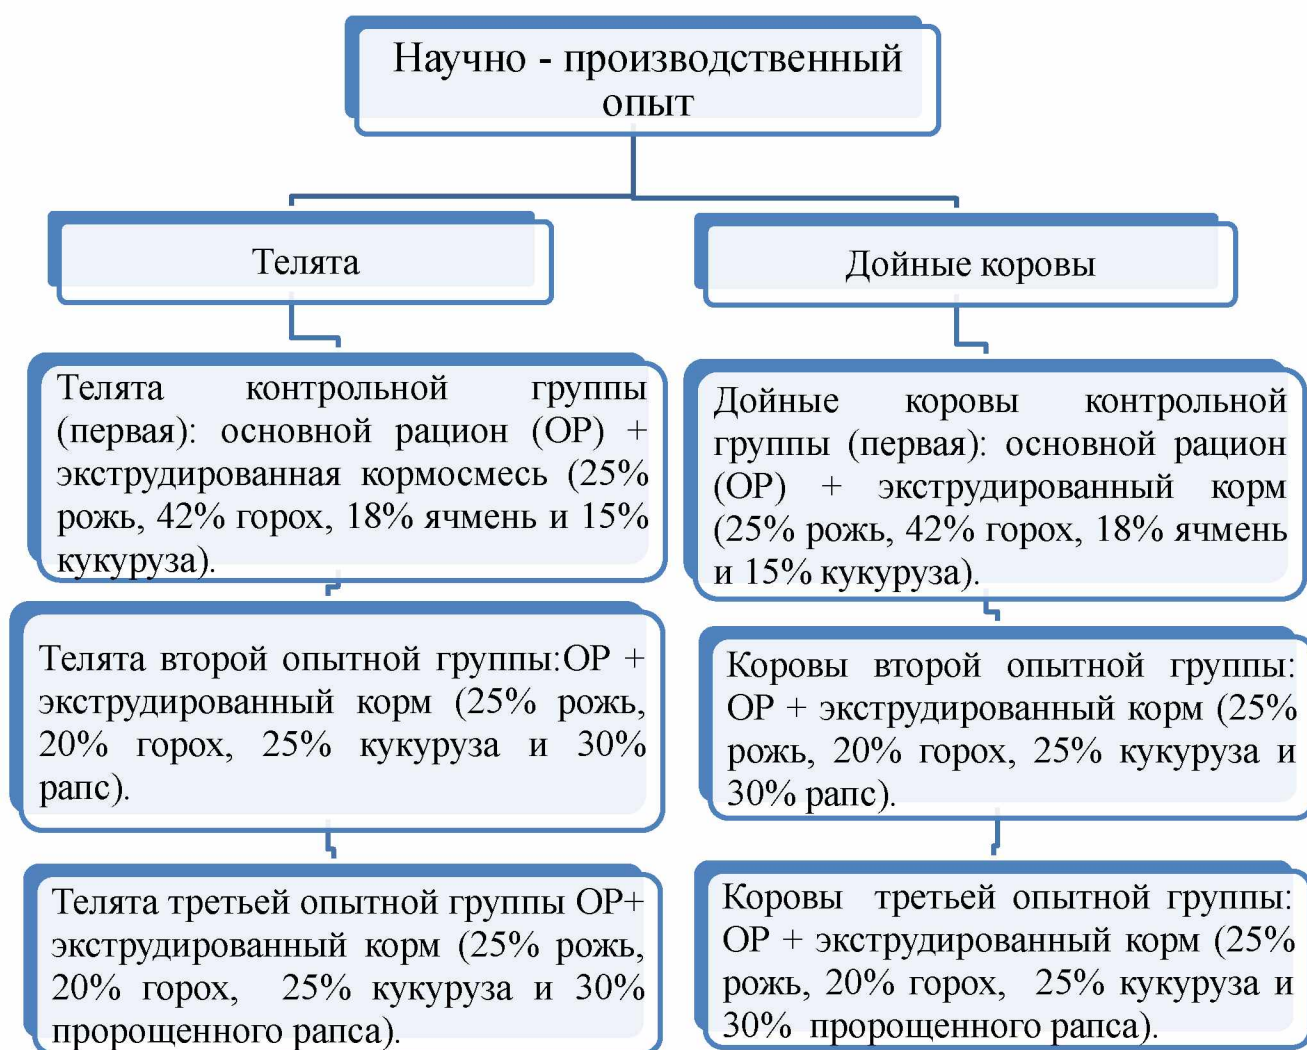 Научно - производственный
опыт
Телята
Дойные коровы
Телята контрольной группы
(первая): основной рацион (ОР) +
экструдированная кормосмесь (25%
рожь, 42% горох, 18% ячмень и 15%
кукуруза).
Дойные коровы контрольной
группы (первая): основной рацион
(ОР) + экструдированный корм
(25% рожь, 42% горох, 18% ячмень
и 15% кукуруза).
Телята второй опытной группы:ОР +
экструдированный корм (25% рожь,
20% горох, 25% кукуруза и 30%
рапс).
Коровы второй опытной группы:
ОР + экструдированный корм (25%
рожь, 20% горох, 25% кукуруза и
30% рапс).
Телята третьей опытной группы ОР+
экструдированный корм (25% рожь,
20% горох, 25% кукуруза и 30%
пророщенного рапса).
Коровы третьей опытной группы:
ОР + экструдированный корм (25%
рожь, 20% горох, 25% кукуруза и
30% пророщенного рапса).